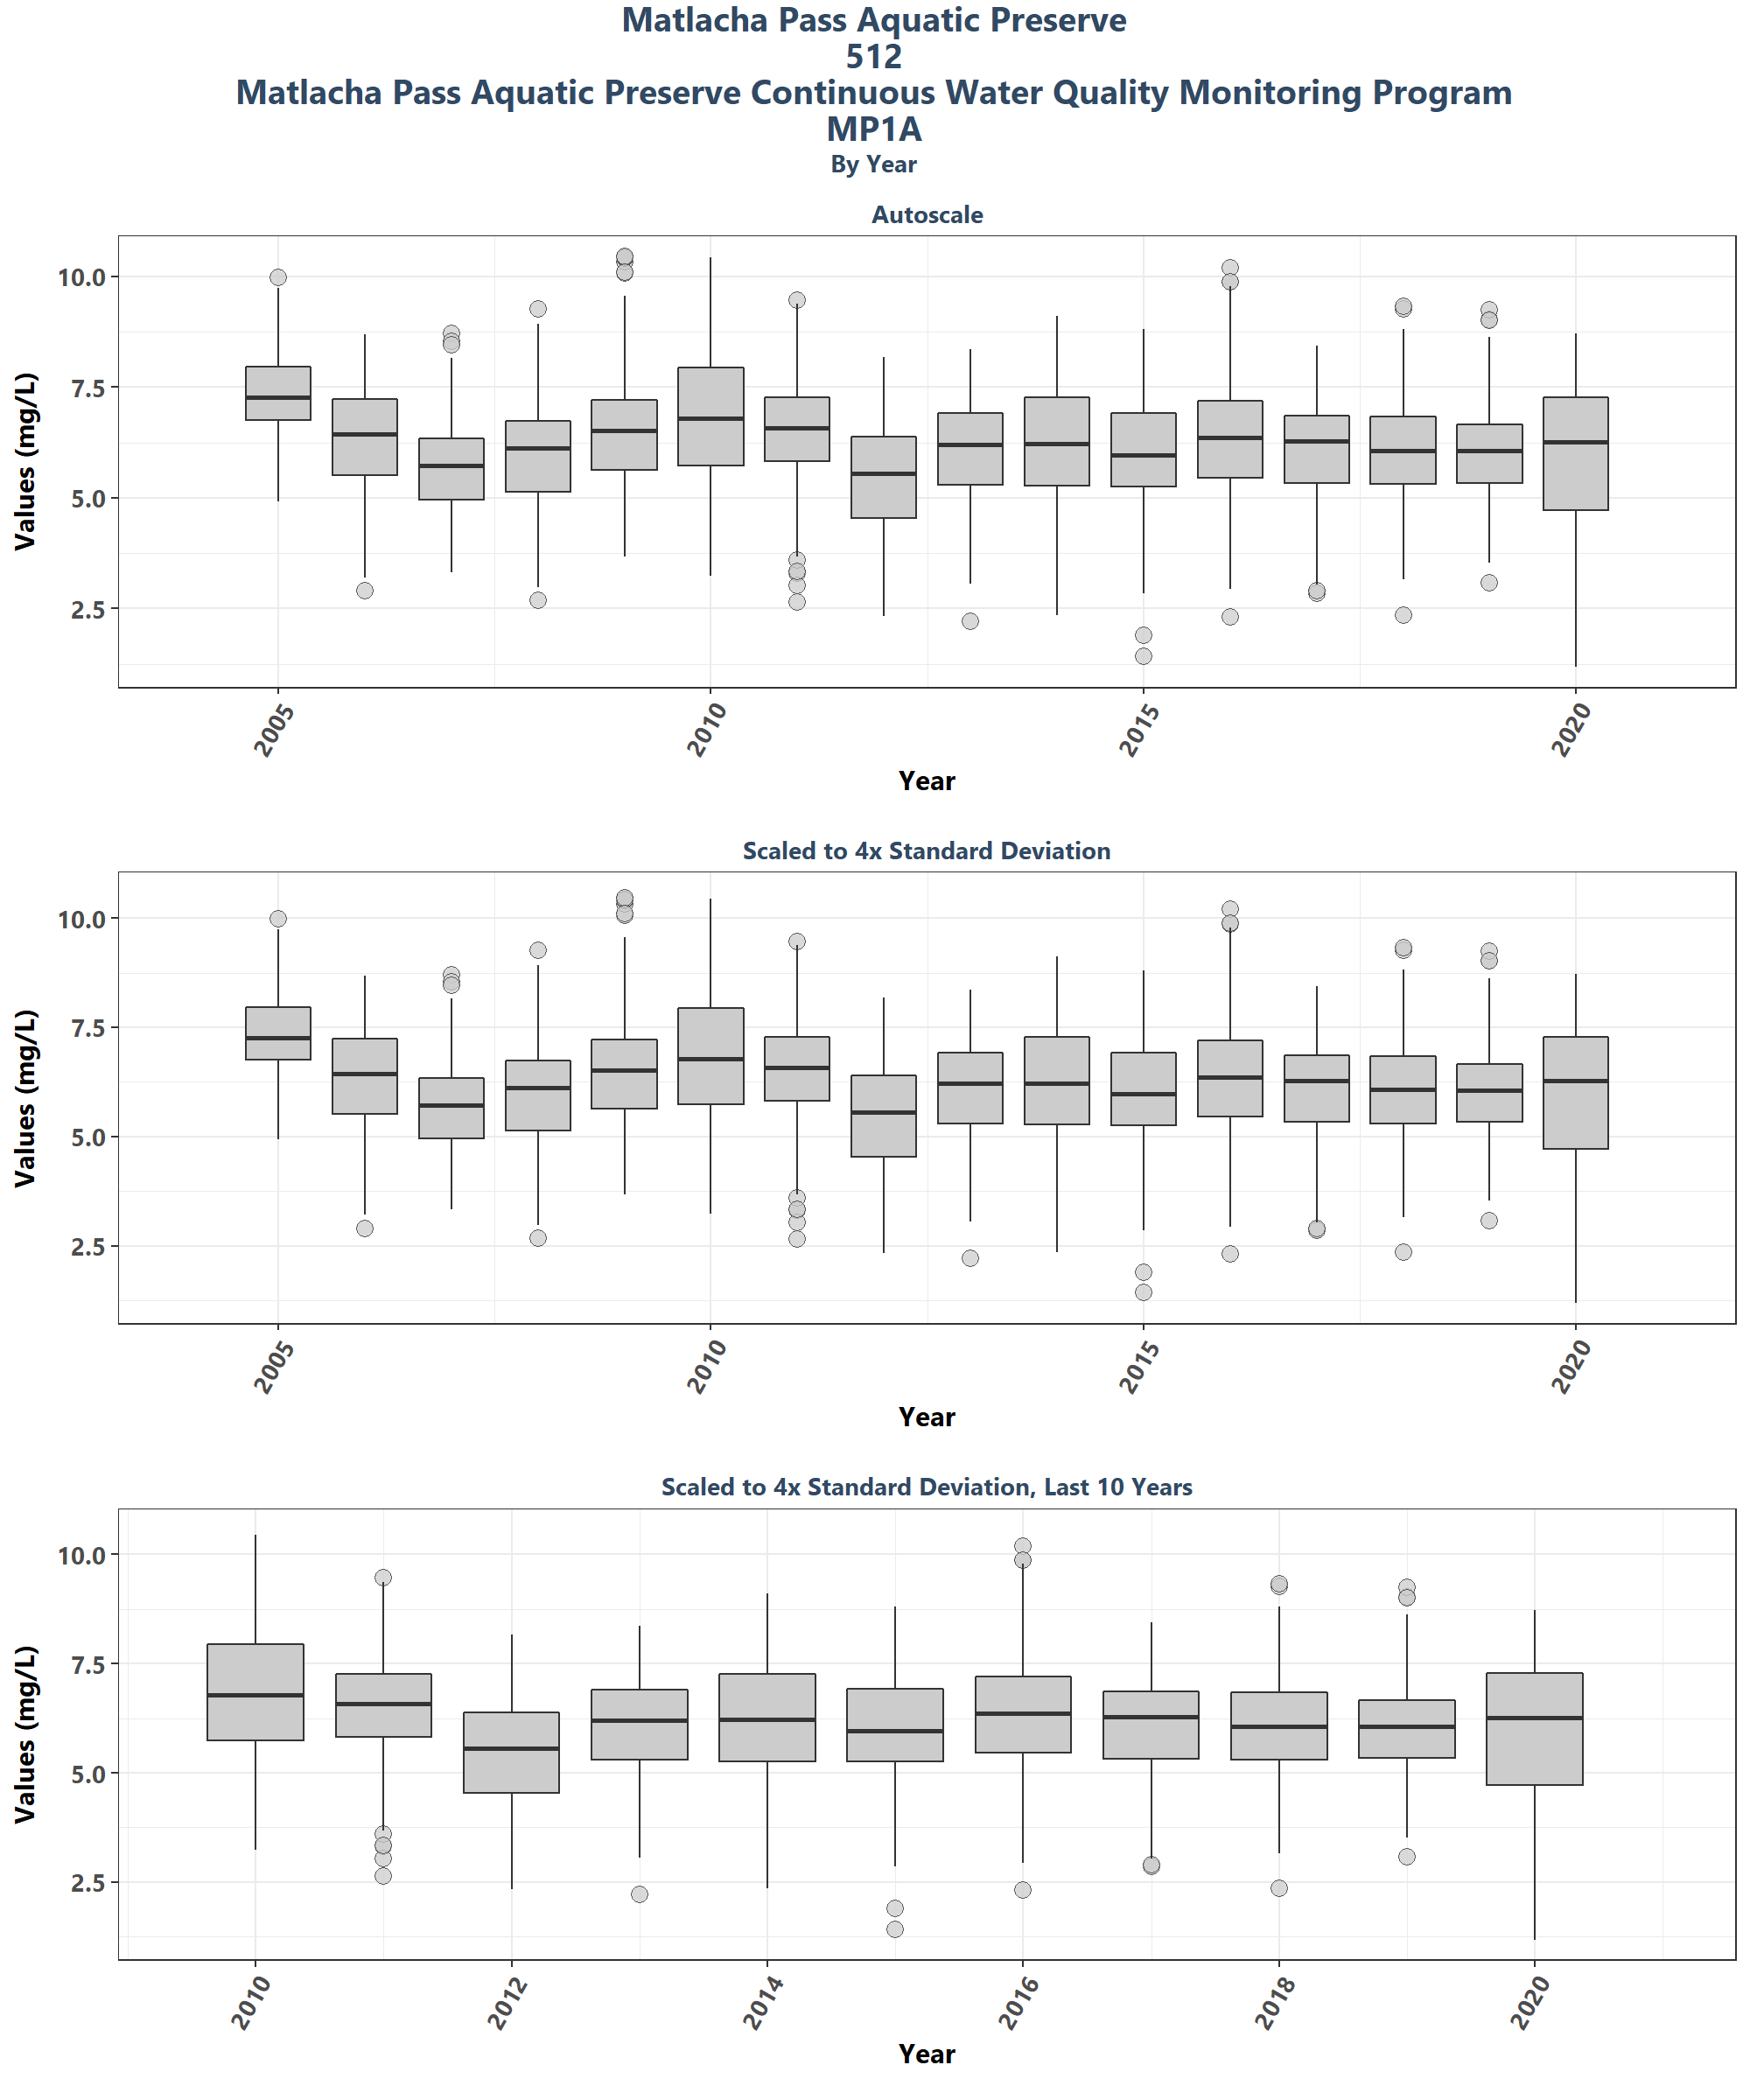 Matlacha Pass Aquatic Preserve
512
Matlacha Pass Aquatic Preserve Continuous Water Quality Monitoring Program
MP1A
By Year
Autoscale
Values (mg/L)
10.0
7.5
5.0
2.5
2005
2010
2015
2020
Year
Scaled to 4x Standard Deviation
Values (mg/L)
10.0
7.5
5.0
2.5
2005
2010
2015
2020
Year
Scaled to 4x Standard Deviation, Last 10 Years
Values (mg/L)
10.0
7.5
5.0
2.5
2010
2012
2014
2016
2018
2020
Year